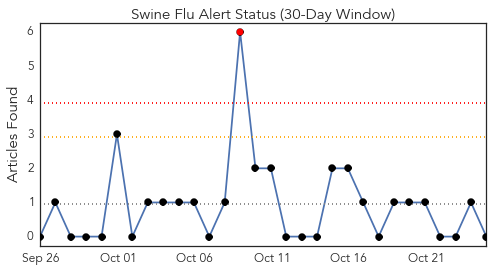 Swine Flu Alert Status (30-Day Window)
Articles Found
6
5
4
3
2
1
0
Sep 26
Oct 01
Oct 06
Oct 11
Oct 16
Oct 21